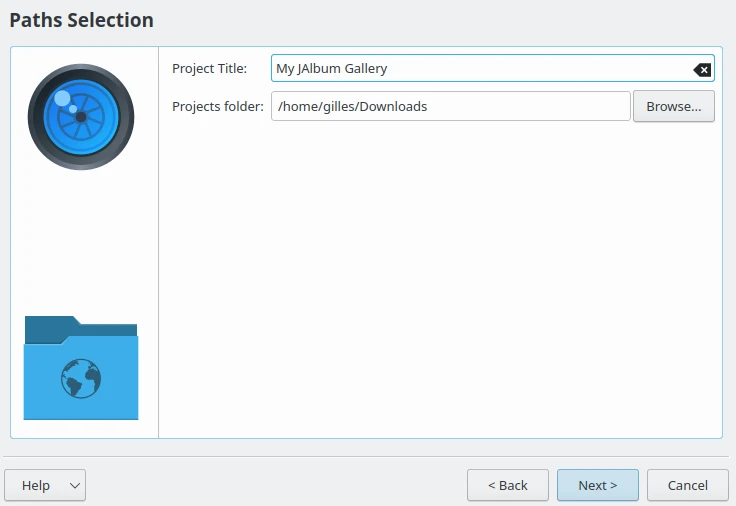 Paths Selection
Project Title: My JAlbum Gallery
Projects folder: /home/gilles/Downloads Browse...
Help < Back Next > Cancel